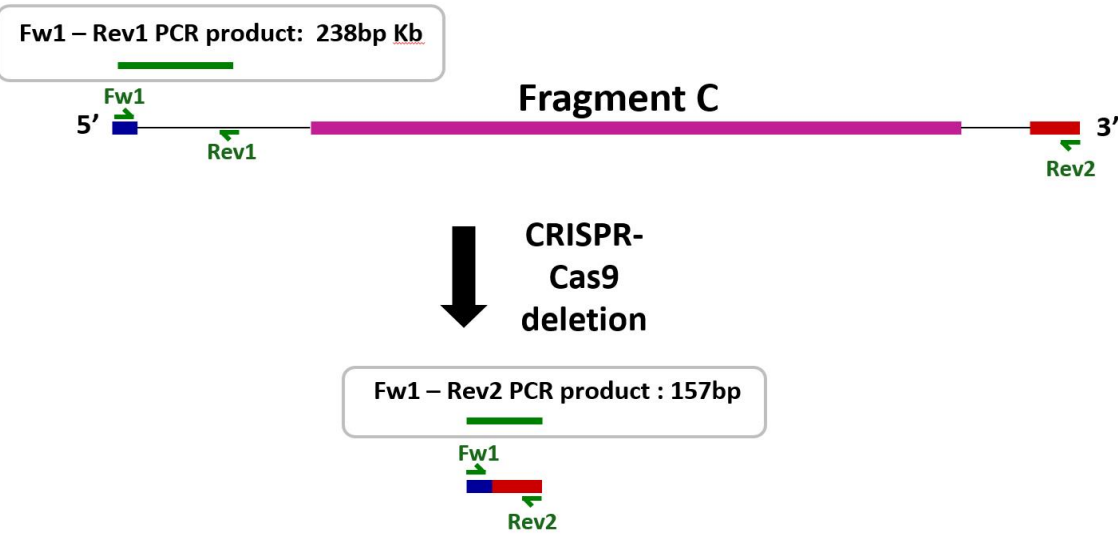 Fw1 – Rev1 PCR product:  238bp Kb
Fw1
Fragment C
5’
3’
Rev1
Rev2
CRISPR-
Cas9
deletion
Fw1 – Rev2 PCR product : 157bp
Fw1
Rev2